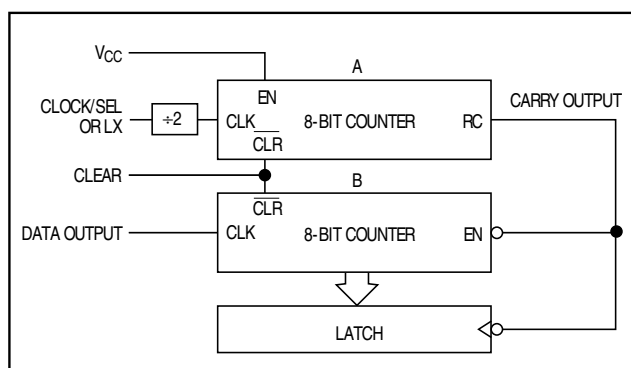 VCC
A
EN
CARRY OUTPUT
CLOCK/SEL
OR LX
÷2
CLK
8-BIT COUNTER
RC
CLR
CLEAR
B
CLR
DATA OUTPUT
CLK
8-BIT COUNTER
EN
LATCH